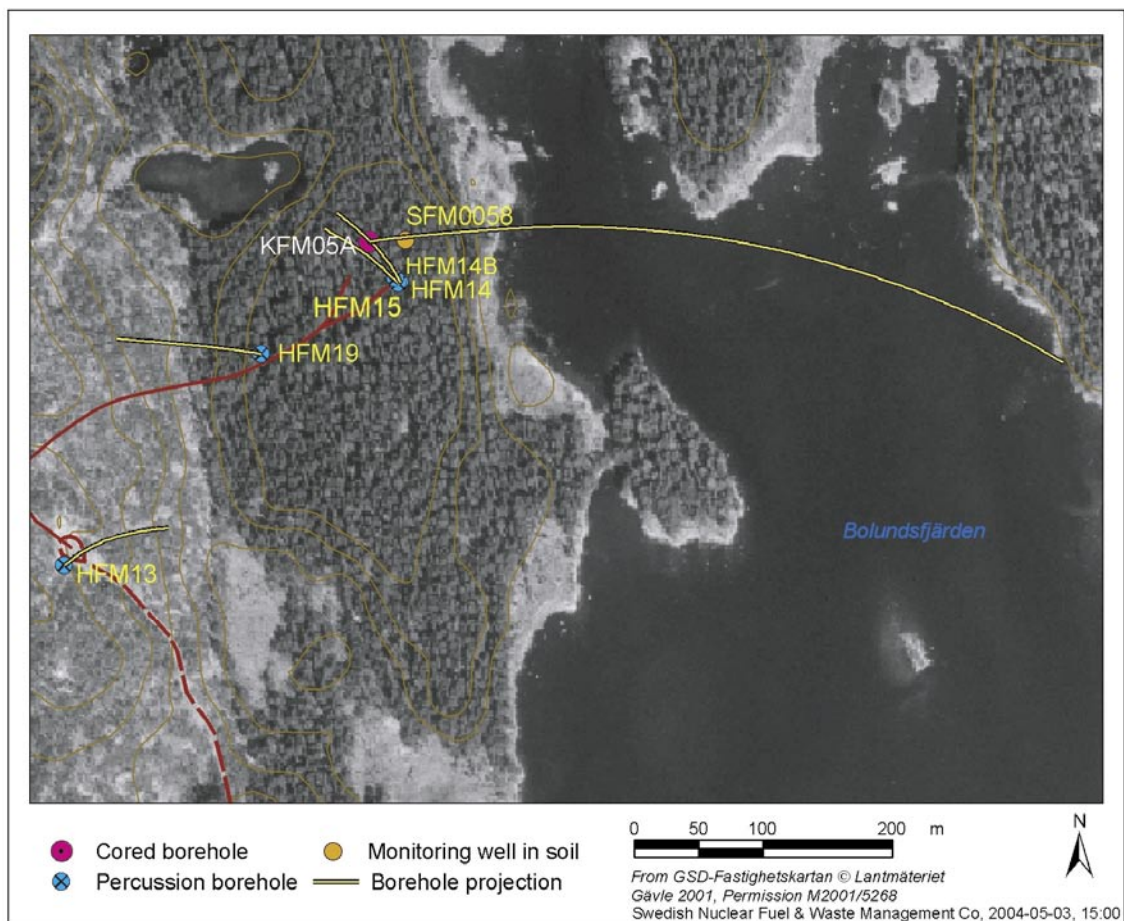 SFM0058
KFM05A
HFM14B
HFM14
HFM15
HFM19
Bolundsfjärden
HFM13
Cored borehole
Percussion borehole
Monitoring well in soil
Borehole projection
0 50 100 200 m
N
From GSD-Fastighetskartan © Lantmäteriet
Gävle 2001, Permission M2001/5268
Swedish Nuclear Fuel & Waste Management Co, 2004-05-03, 15:00